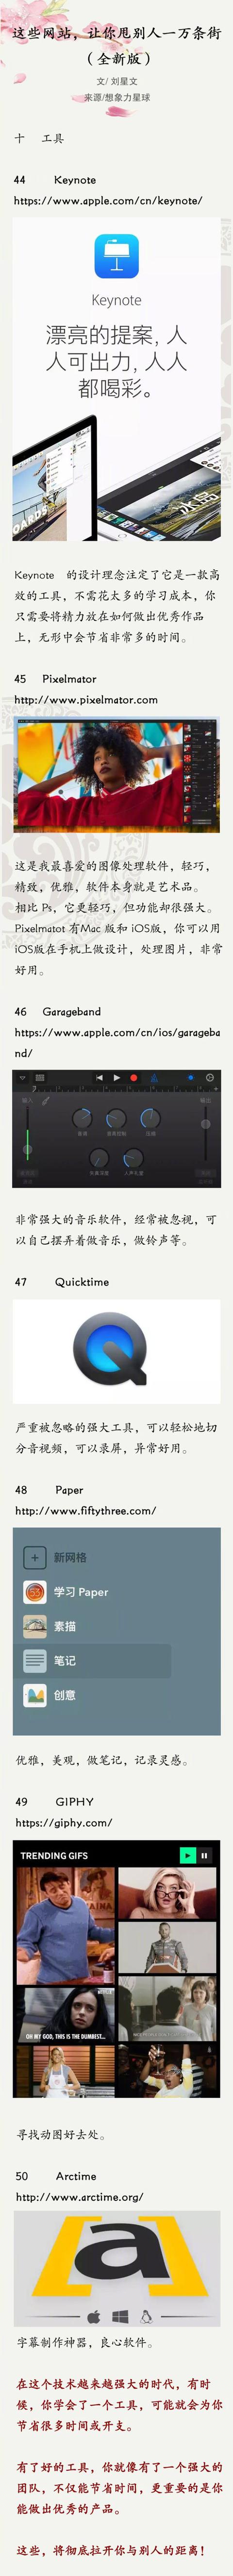 这些网站，让你甩别人一万条街
（全新版）
文/ 刘星文
来源/想象力星球
十 工具
44 Keynote
https://www.apple.com/cn/keynote/
Keynote
漂亮的提案，人
人可出力，人人
都喝彩。
Keynote 的设计理念注定了它是一款高
效的工具，不需花太多的学习成本，你
只需要将精力放在如何做出优秀作品
上，无形中会节省非常多的时间。
45 Pixelmator
http://www.pixelmator.com
这是我最喜爱的图像处理软件，轻巧，
精致，优雅，软件本身就是艺术品。
相比 Ps，它更轻巧，但功能却很强大。
Pixelmatot 有Mac 版和 iOS版，你可以用
iOS版在手机上做设计，处理图片，非常
好用。
46 Garageband
https://www.apple.com/cn/ios/garageba
nd/
输入
输出
非常强大的音乐软件，经常被忽视，可
以自己摆弄着做音乐，做铃声等。
47 Quicktime
严重被忽略的强大工具，可以轻松地切
分音视频，可以录屏，异常好用。
48 Paper
http://www.fiftythree.com/
新网格
53
学习 Paper
素描
笔记
创意
优雅，美观，做笔记，记录灵感。
49 GIPHY
https://giphy.com/
TRENDING GIFS
OH MY GOD, THIS IS THE DUMBEST...
寻找动图好去处。
50 Arctime
http://www.arctime.org/
[a]
字幕制作神器，良心软件。
在这个技术越来越强大的时代，有时
候，你学会了一个工具，可能就会为你
节省很多时间或开支。
有了好的工具，你就像有了一个强大的
团队，不仅能节省时间，更重要的是你
能做出优秀的产品。
这些，将彻底拉开你与别人的距离！